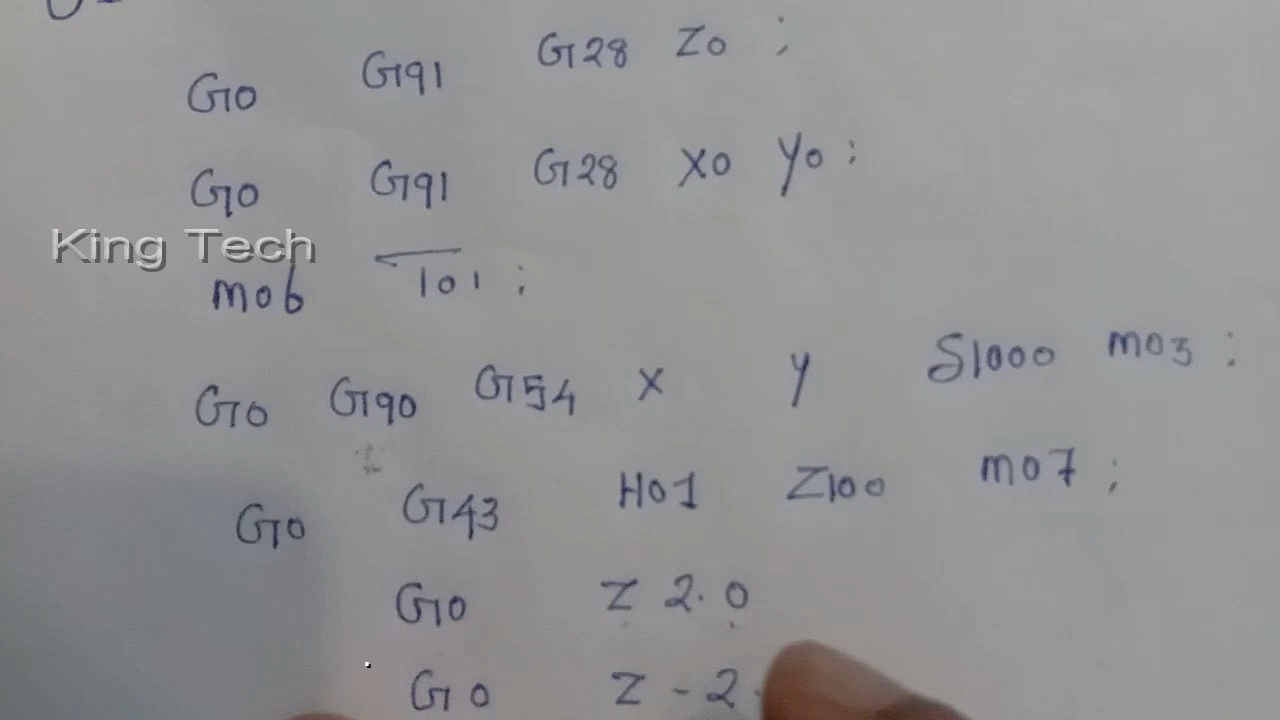 G0 G91 G28 Z0 ;
G0 G91 G28 X0 Y0 ;
King Tech
M06 T01 ;
G0 G90 G54 X Y S1000 M03 ;
G0 G43 H01 Z100 M07 ;
G0 Z 2.0
G0 Z -2.